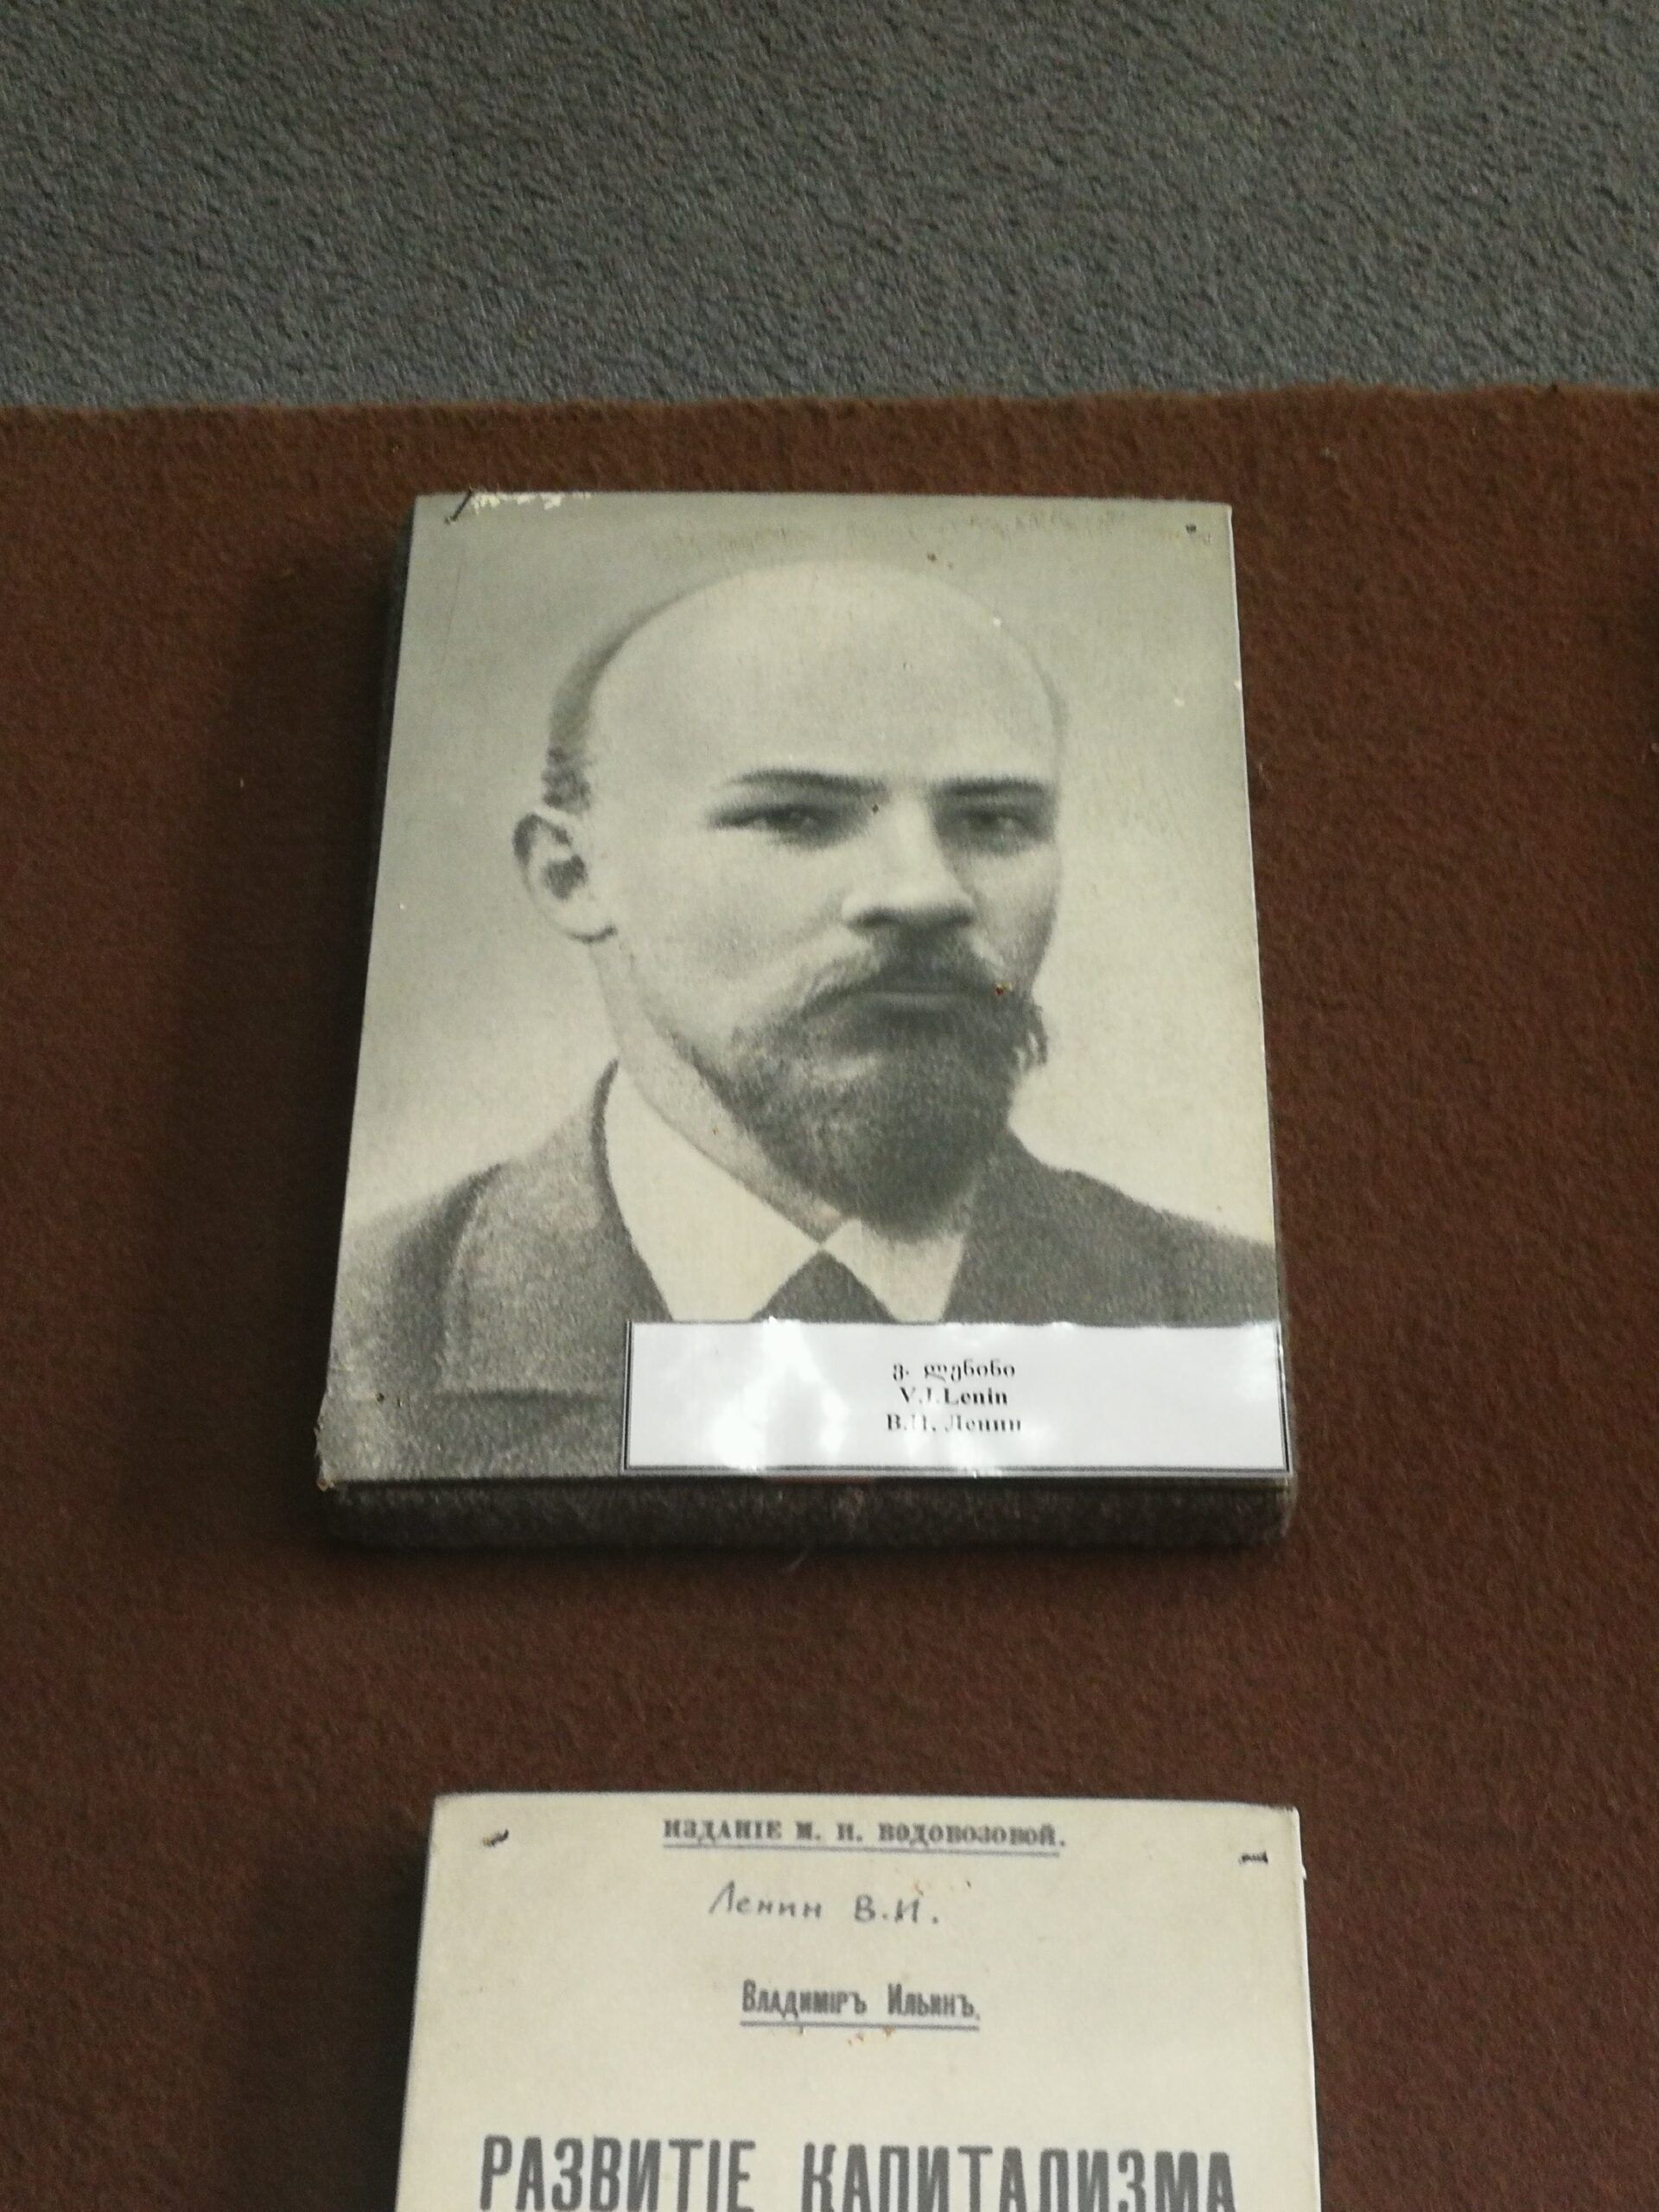 ვ. ლენინი
V.I.Lenin
В.И. Ленин
ИЗДАНІЕ М. И. ВОДОВОЗОВОЙ.
Ленин В.И.
Владиміръ Ильинъ.
РАЗВИТІЕ КАПИТАЛИЗМА